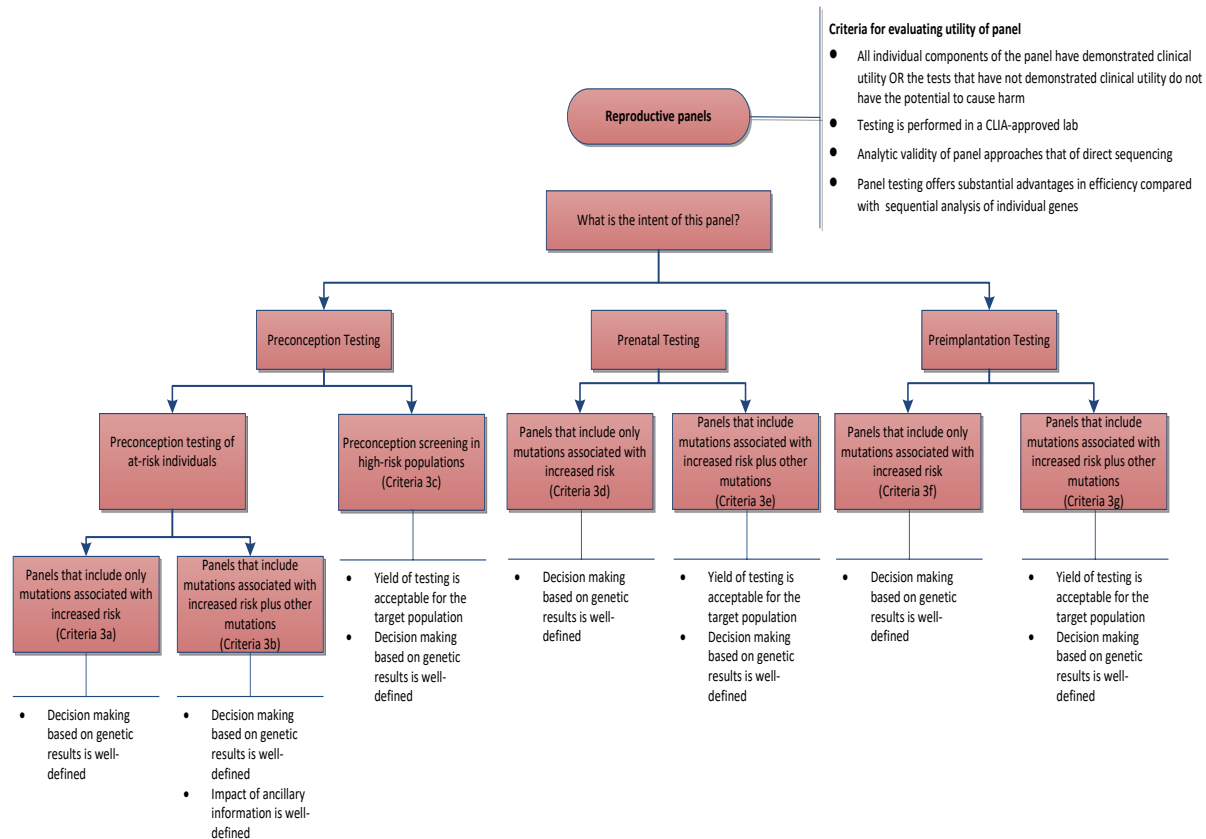 Criteria for evaluating utility of panel
● All individual components of the panel have demonstrated clinical
utility OR the tests that have not demonstrated clinical utility do not
have the potential to cause harm
● Testing is performed in a CLIA-approved lab
● Analytic validity of panel approaches that of direct sequencing
● Panel testing offers substantial advantages in efficiency compared
with sequential analysis of individual genes
Reproductive panels
What is the intent of this panel?
Preconception Testing
Prenatal Testing
Preimplantation Testing
Preconception testing of
at-risk individuals
Preconception screening in
high-risk populations
(Criteria 3c)
Panels that include only
mutations associated with
increased risk
(Criteria 3d)
Panels that include
mutations associated with
increased risk plus other
mutations
(Criteria 3e)
Panels that include only
mutations associated with
increased risk
(Criteria 3f)
Panels that include
mutations associated with
increased risk plus other
mutations
(Criteria 3g)
Panels that include only
mutations associated with
increased risk
(Criteria 3a)
Panels that include
mutations associated with
increased risk plus other
mutations
(Criteria 3b)
• Yield of testing is
acceptable for the
target population
• Decision making
based on genetic
results is well-
defined
• Decision making
based on genetic
results is well-
defined
• Yield of testing is
acceptable for the
target population
• Decision making
based on genetic
results is well-
defined
• Decision making
based on genetic
results is well-
defined
• Yield of testing is
acceptable for the
target population
• Decision making
based on genetic
results is well-
defined
• Decision making
based on genetic
results is well-
defined
• Decision making
based on genetic
results is well-
defined
• Impact of ancillary
information is well-
defined